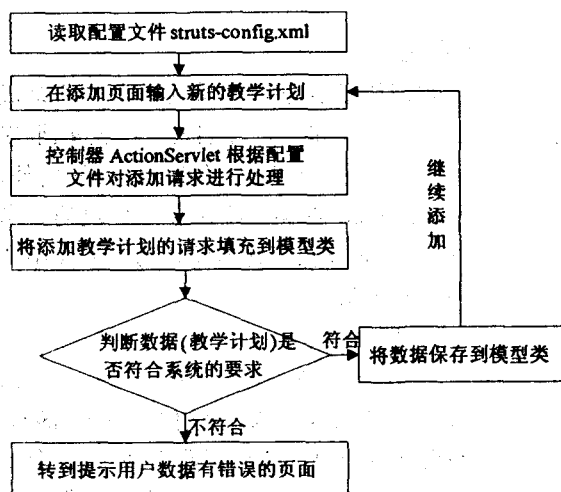 读取配置文件 struts-config.xml
在添加页面输入新的教学计划
控制器 ActionServlet 根据配置
文件对添加请求进行处理
将添加教学计划的请求填充到模型类
判断数据(教学计划)是
否符合系统的要求
符合
将数据保存到模型类
继续添加
不符合
转到提示用户数据有错误的页面